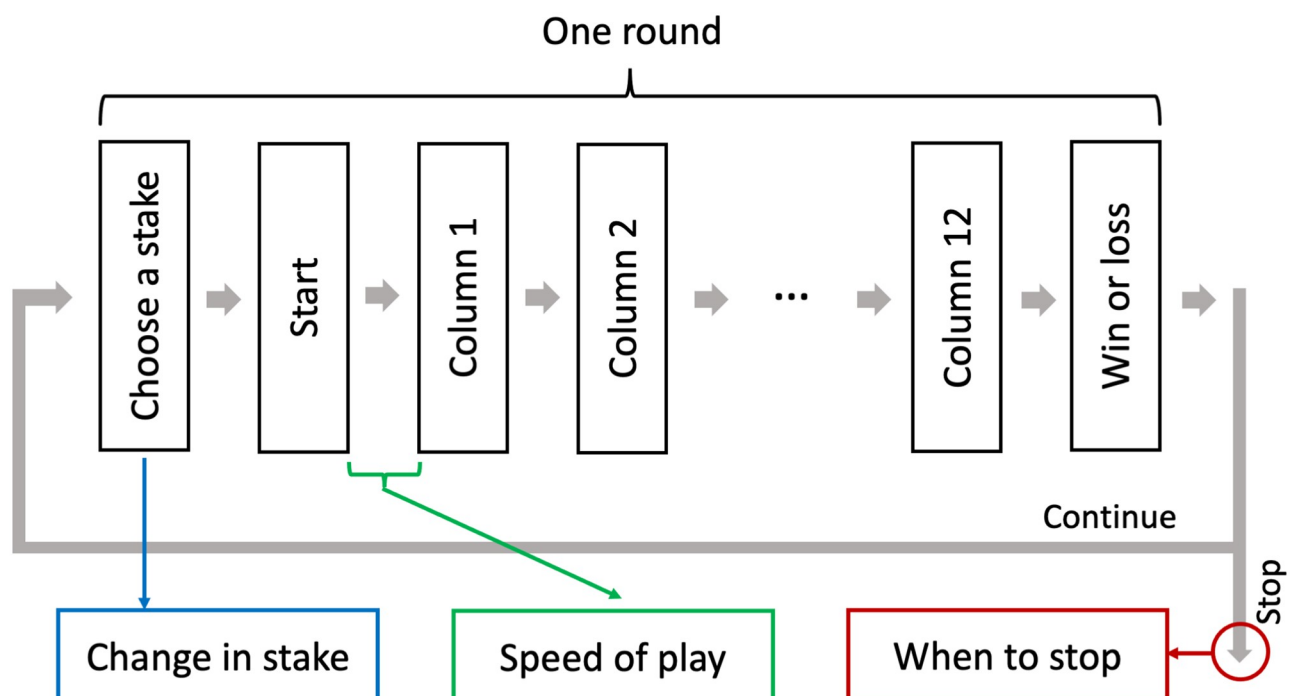 One round
Choose a stake
Start
Column 1
Column 2
...
Column 12
Win or loss
Continue
Stop
Change in stake
Speed of play
When to stop